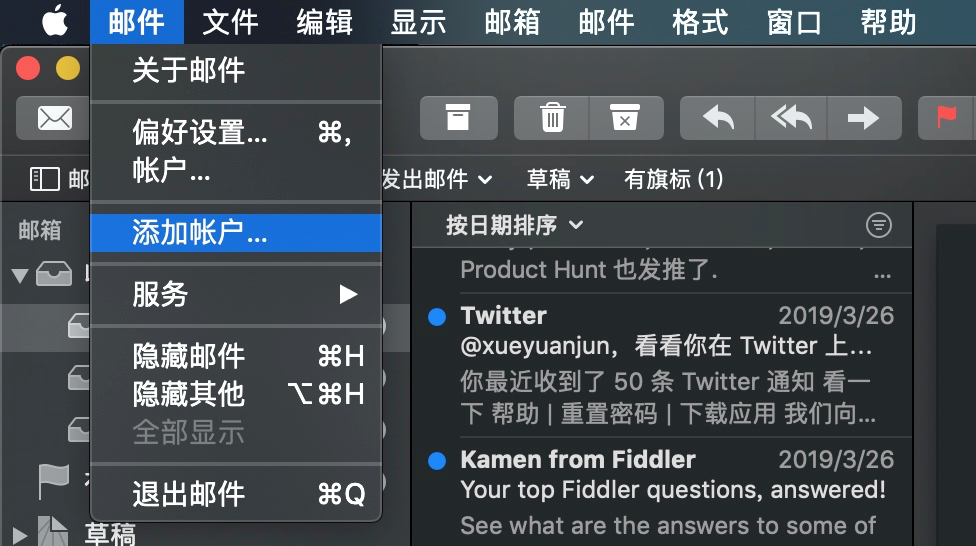 邮件 文件 编辑 显示 邮箱 邮件 格式 窗口 帮助
关于邮件
偏好设置... ⌘,
帐户...
添加帐户...
服务 ▶
隐藏邮件 ⌘H
隐藏其他 ⌥⌘H
全部显示
退出邮件 ⌘Q
发出邮件 草稿 有旗标 (1)
邮箱
草稿
按日期排序
Product Hunt 也发推了. ...
Twitter 2019/3/26
@xueyuanjun，看看你在 Twitter 上...
你最近收到了 50 条 Twitter 通知 看一
下 帮助 | 重置密码 | 下载应用 我们向...
Kamen from Fiddler 2019/3/26
Your top Fiddler questions, answered!
See what are the answers to some of